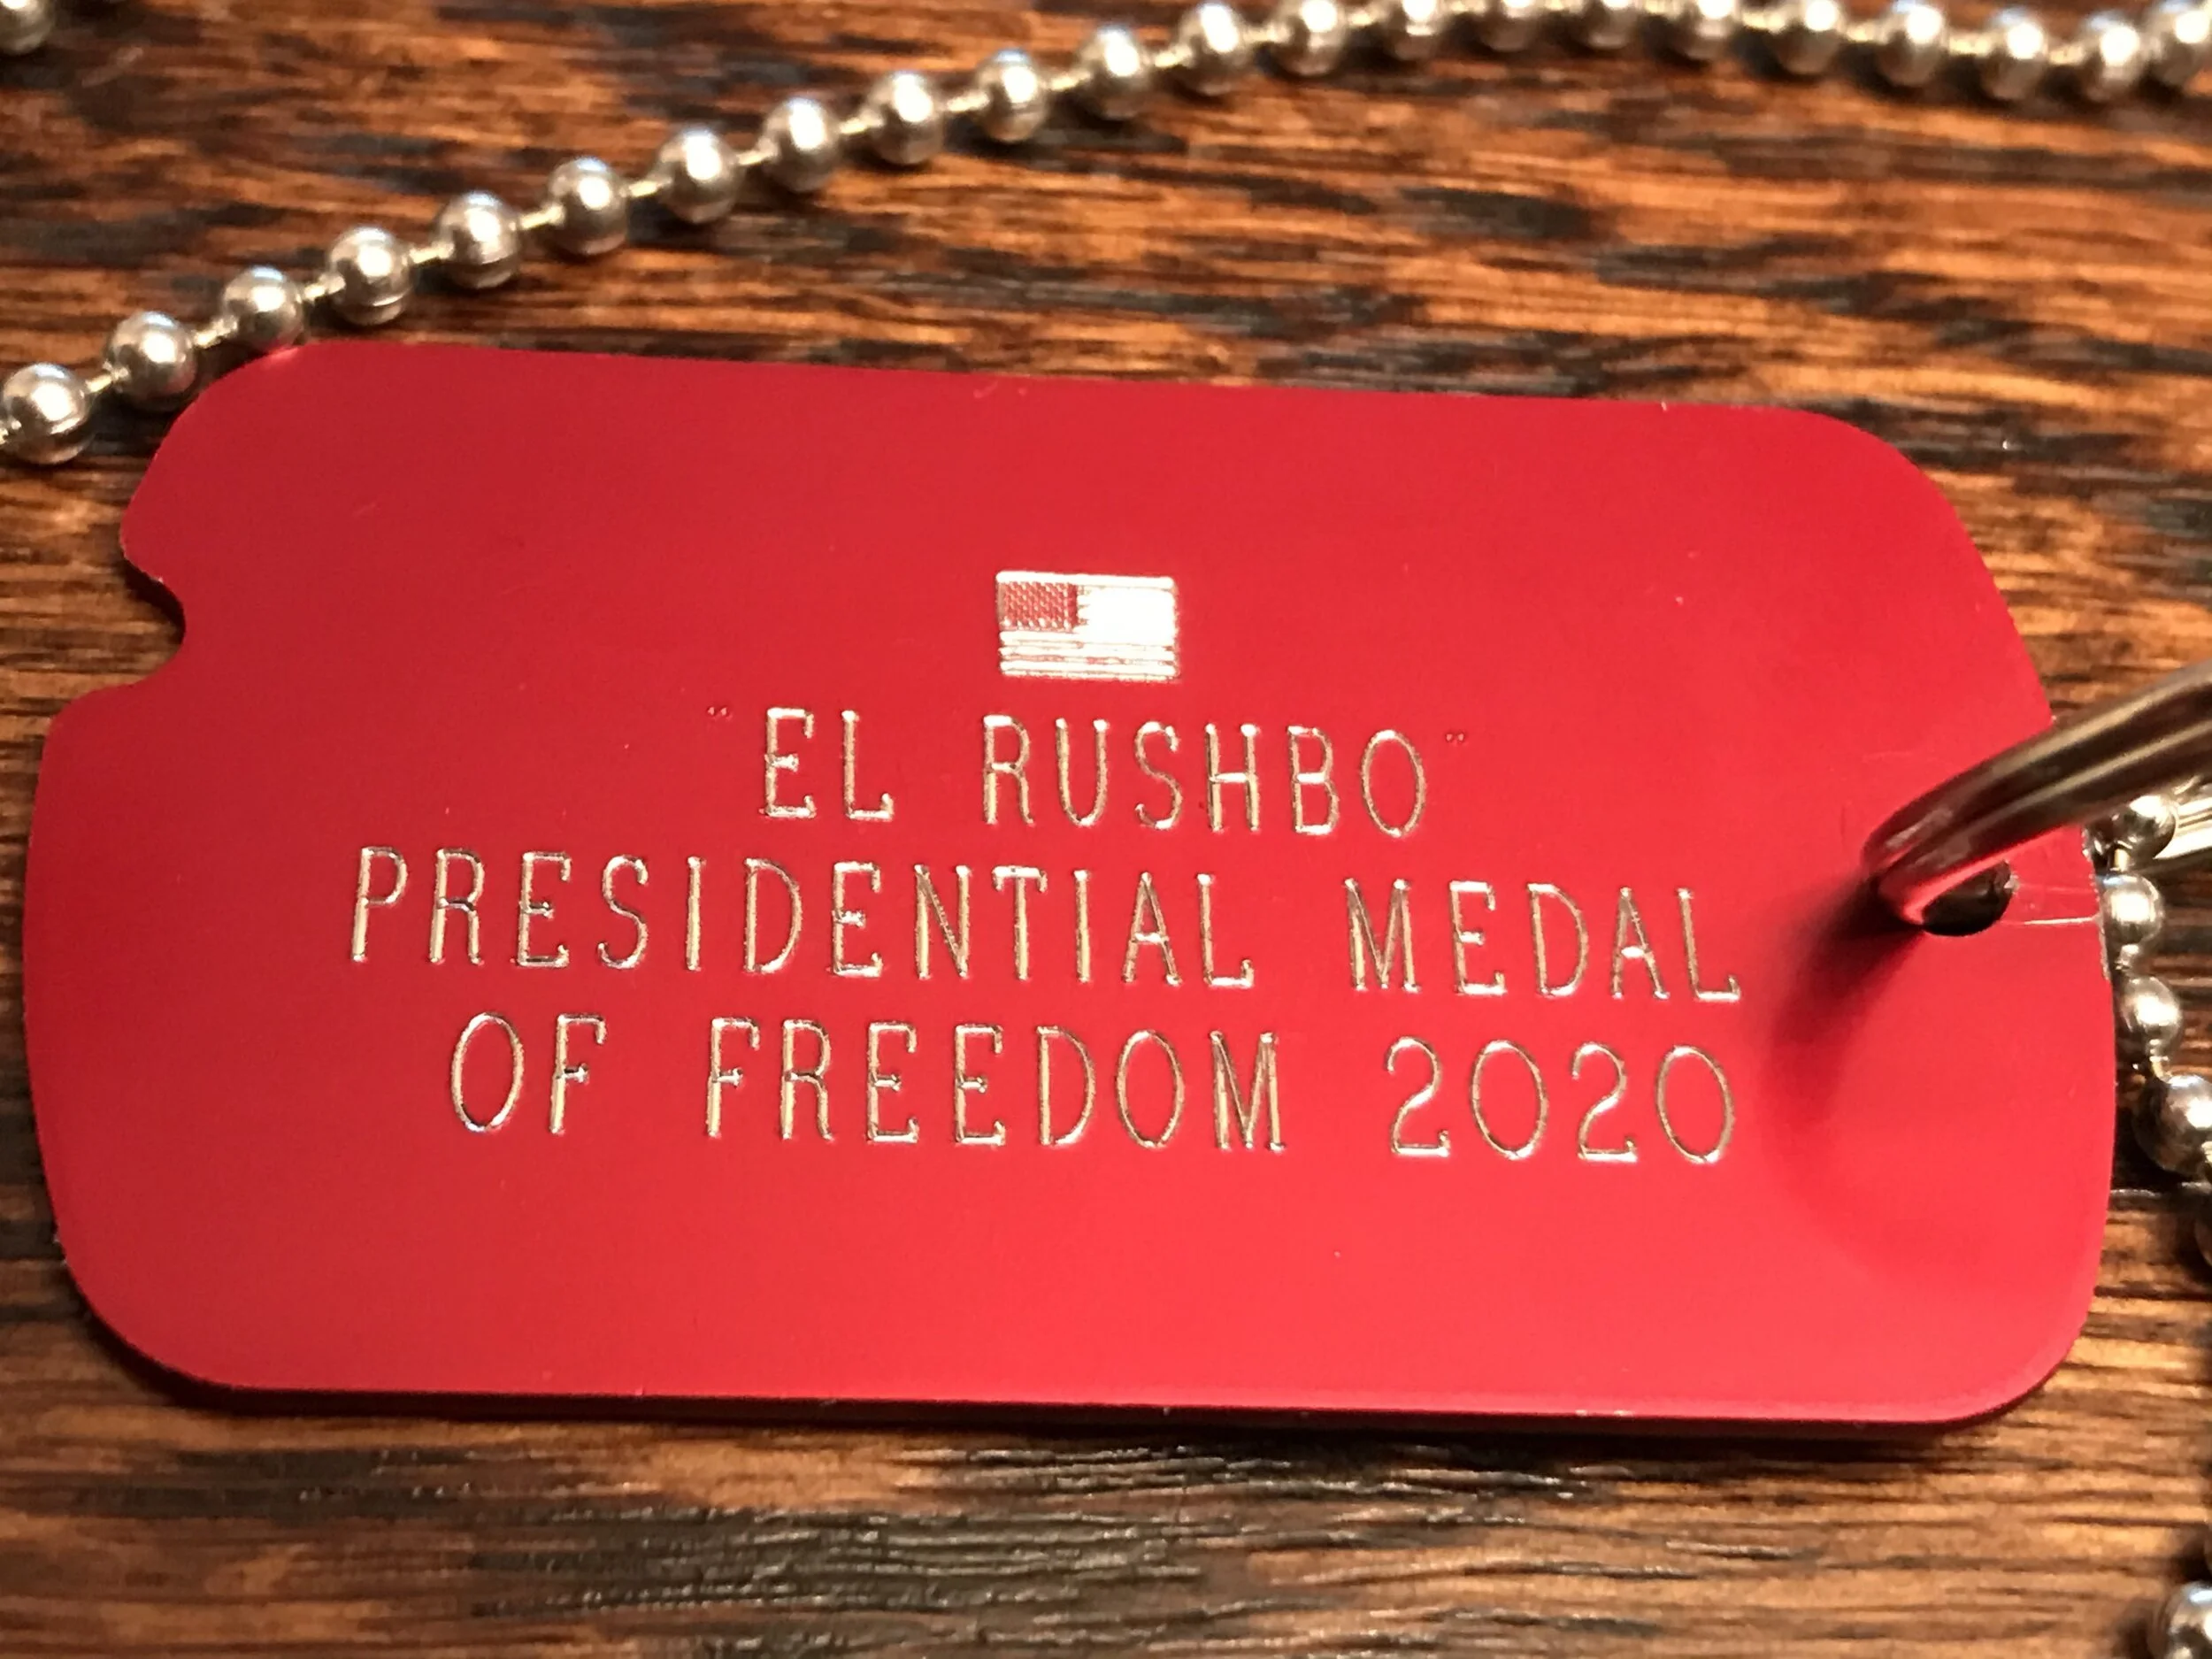 "EL RUSHBO"
PRESIDENTIAL MEDAL
OF FREEDOM 2020